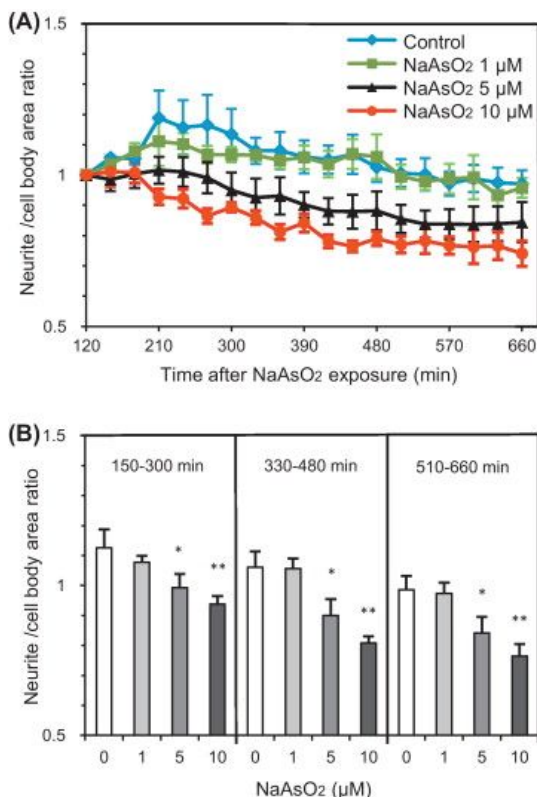 (A)
1.5
1
0.5
Neurite /cell body area ratio
Control
NaAsO₂ 1 µM
NaAsO₂ 5 µM
NaAsO₂ 10 µM
120 210 300 390 480 570 660
Time after NaAsO₂ exposure (min)
(B)
1.5
1
0.5
Neurite /cell body area ratio
150-300 min 330-480 min 510-660 min
* ** * ** * **
0 1 5 10 0 1 5 10 0 1 5 10
NaAsO₂ (µM)